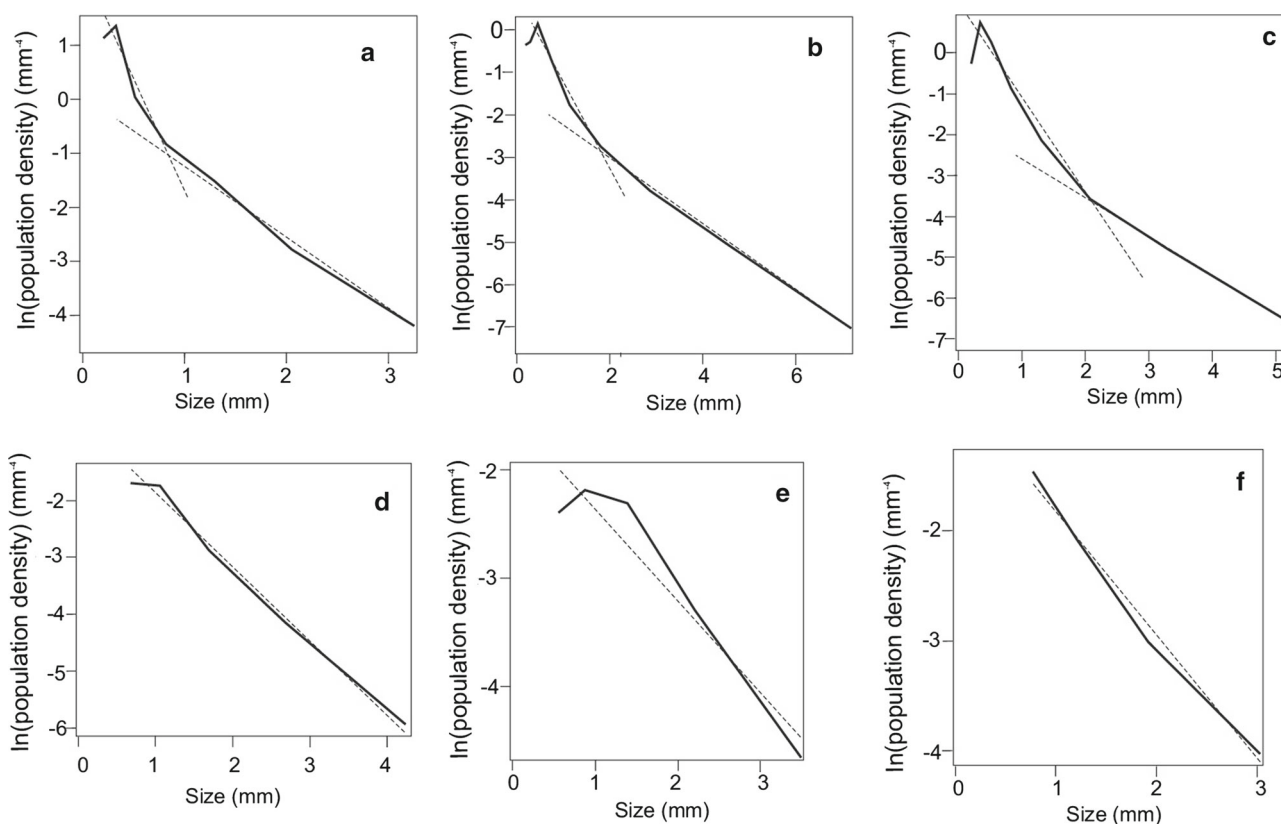 a
ln(population density) (mm⁻⁴)
1
0
-1
-2
-3
-4
0 1 2 3
Size (mm)
b
ln(population density) (mm⁻⁴)
0
-1
-2
-3
-4
-5
-7
0 2 4 6
Size (mm)
c
ln(population density) (mm⁻⁴)
0
-1
-2
-3
-4
-5
-6
-7
0 1 2 3 4 5
Size (mm)
d
ln(population density) (mm⁻⁴)
-2
-3
-4
-5
-6
0 1 2 3 4
Size (mm)
e
ln(population density) (mm⁻⁴)
-2
-3
-4
0 1 2 3
Size (mm)
f
ln(population density) (mm⁻⁴)
-2
-3
-4
0 1 2 3
Size (mm)